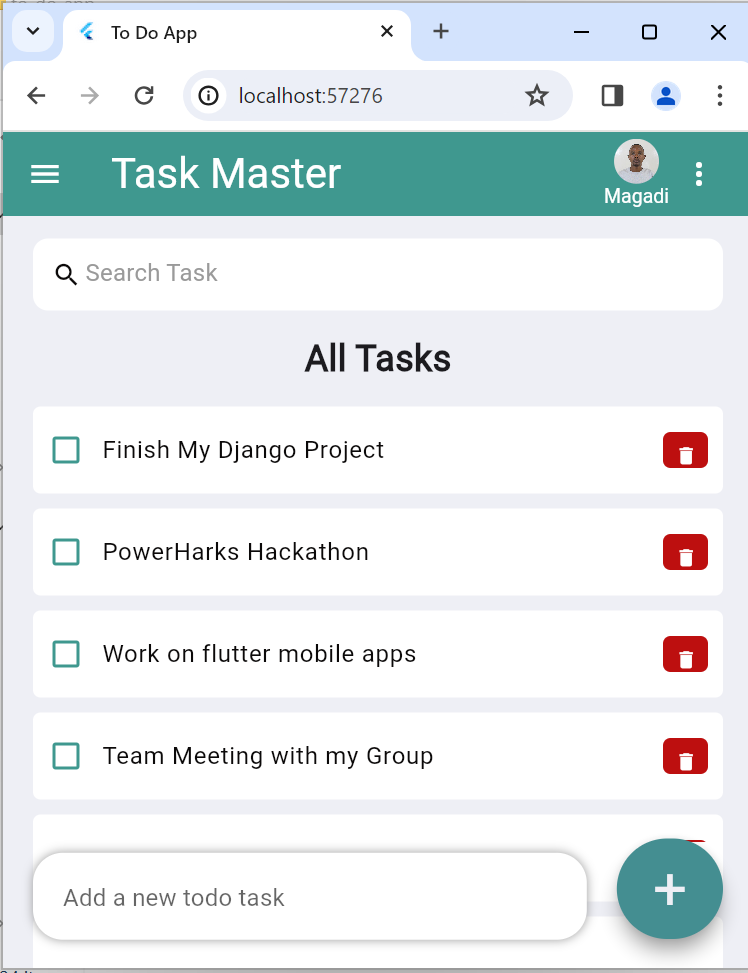 To Do App
localhost:57276
Task Master
Magadi
Search Task
All Tasks
Finish My Django Project
PowerHarks Hackathon
Work on flutter mobile apps
Team Meeting with my Group
Add a new todo task